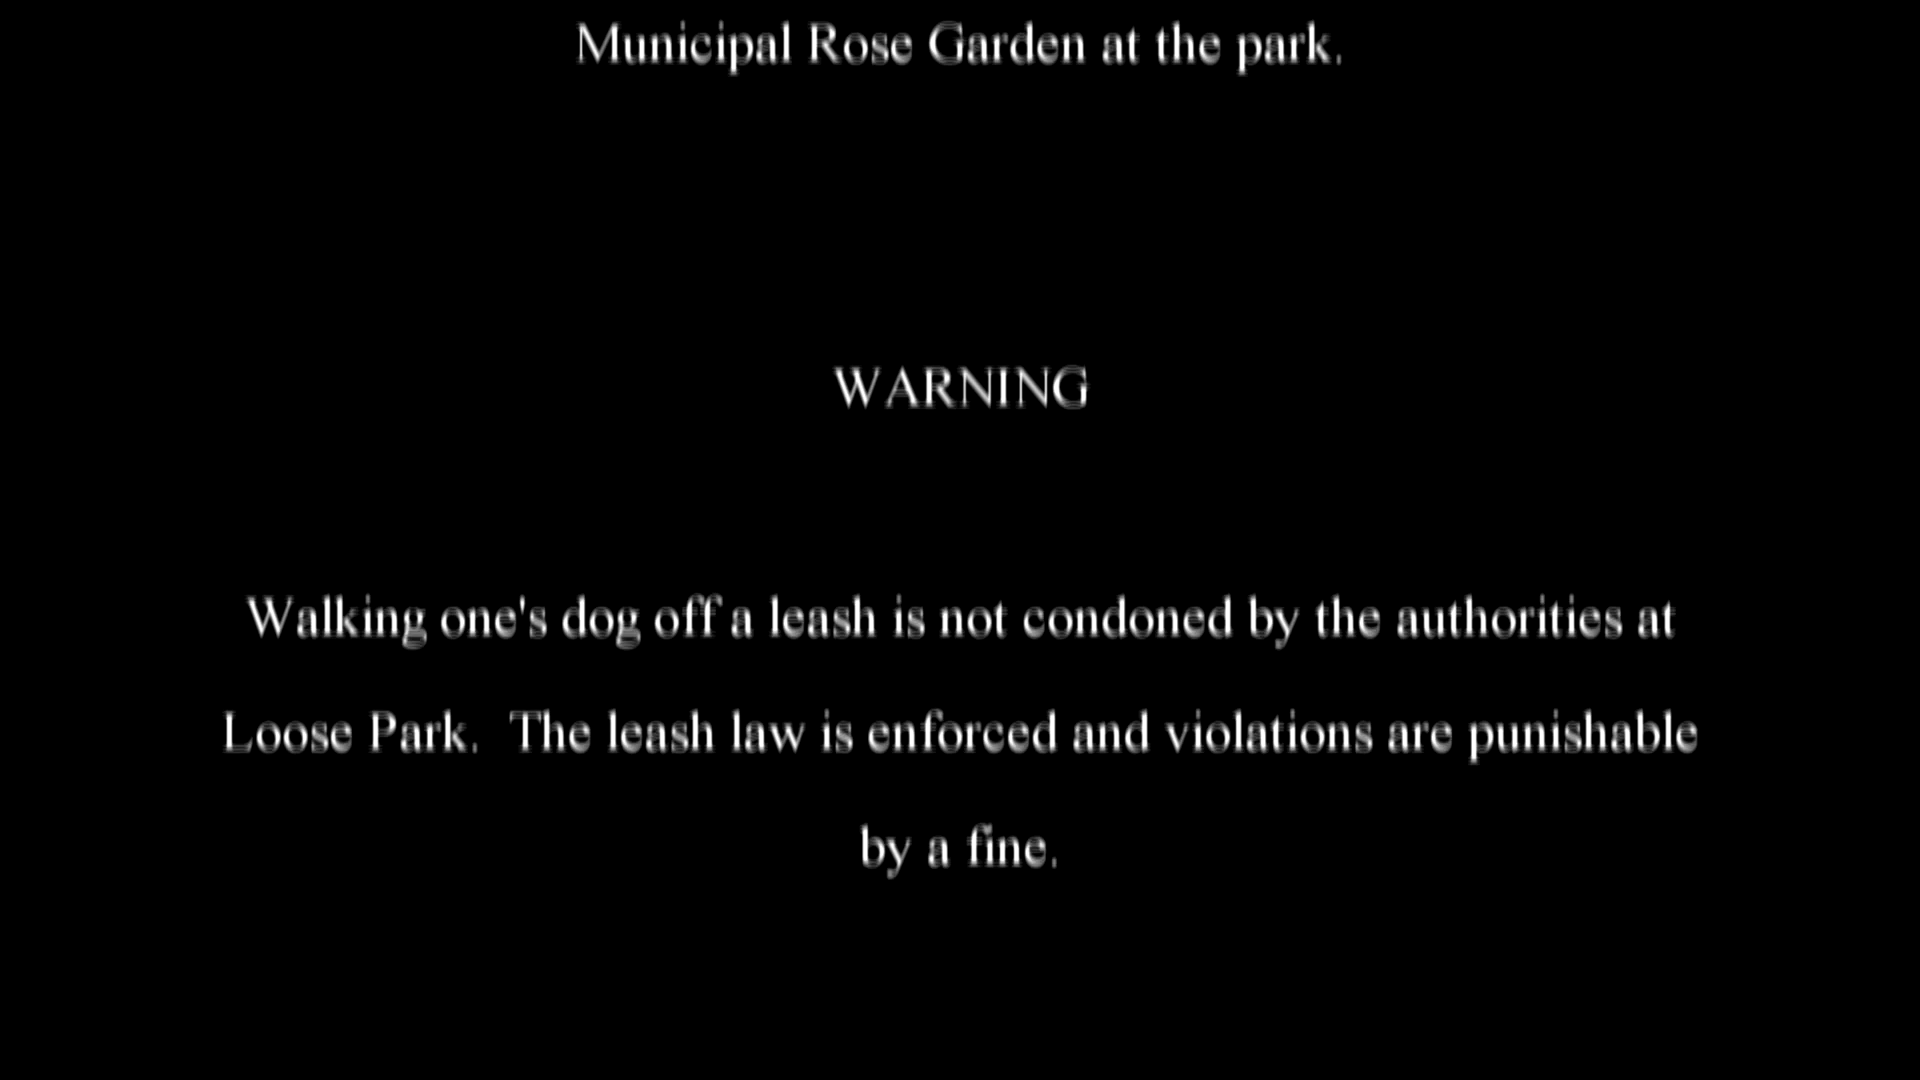 Municipal Rose Garden at the park.
WARNING
Walking one's dog off a leash is not condoned by the authorities at
Loose Park.  The leash law is enforced and violations are punishable
by a fine.